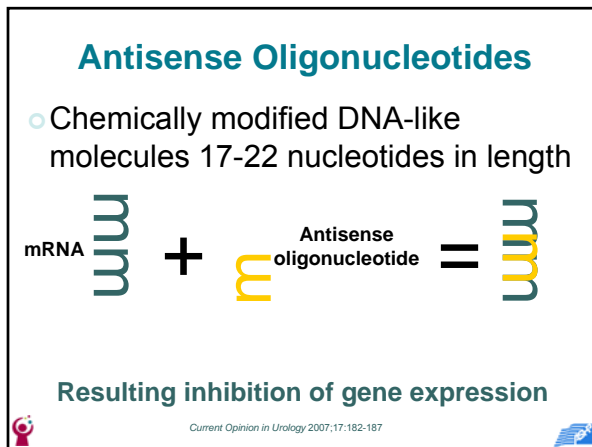 Antisense Oligonucleotides
Chemically modified DNA-like
molecules 17-22 nucleotides in length
mRNA
+
Antisense
oligonucleotide
=
Resulting inhibition of gene expression
Current Opinion in Urology 2007;17:182-187